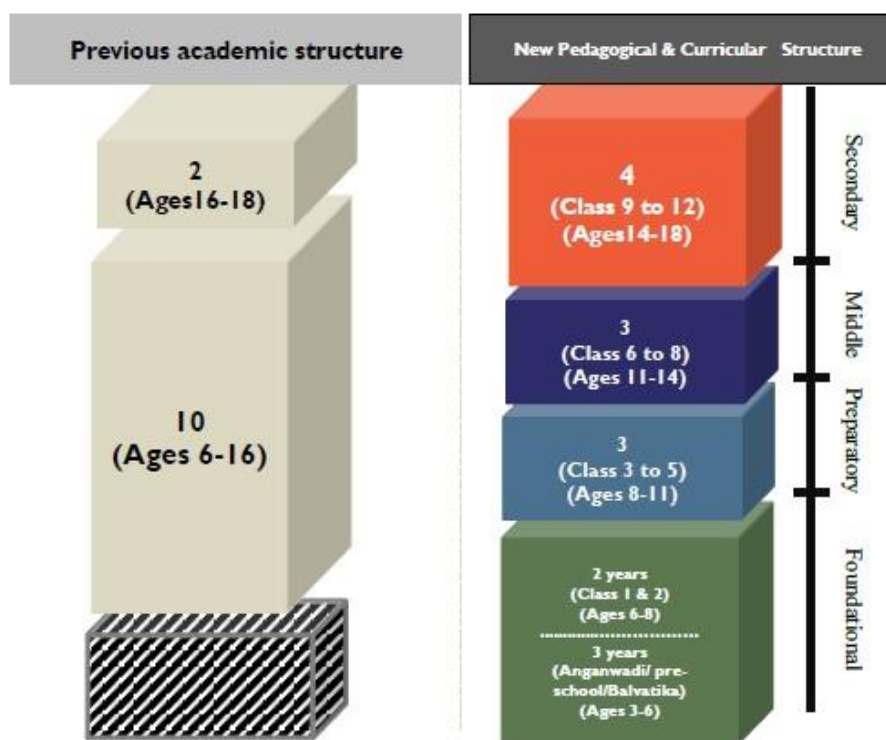 Previous academic structure
2
(Ages16-18)
10
(Ages 6-16)
New Pedagogical & Curricular Structure
4
(Class 9 to 12)
(Ages14-18)
3
(Class 6 to 8)
(Ages 11-14)
3
(Class 3 to 5)
(Ages 8-11)
2 years
(Class 1 & 2)
(Ages 6-8)
3 years
(Anganwadi/ pre-
school/Balvatika)
(Ages 3-6)
Secondary
Middle
Preparatory
Foundational